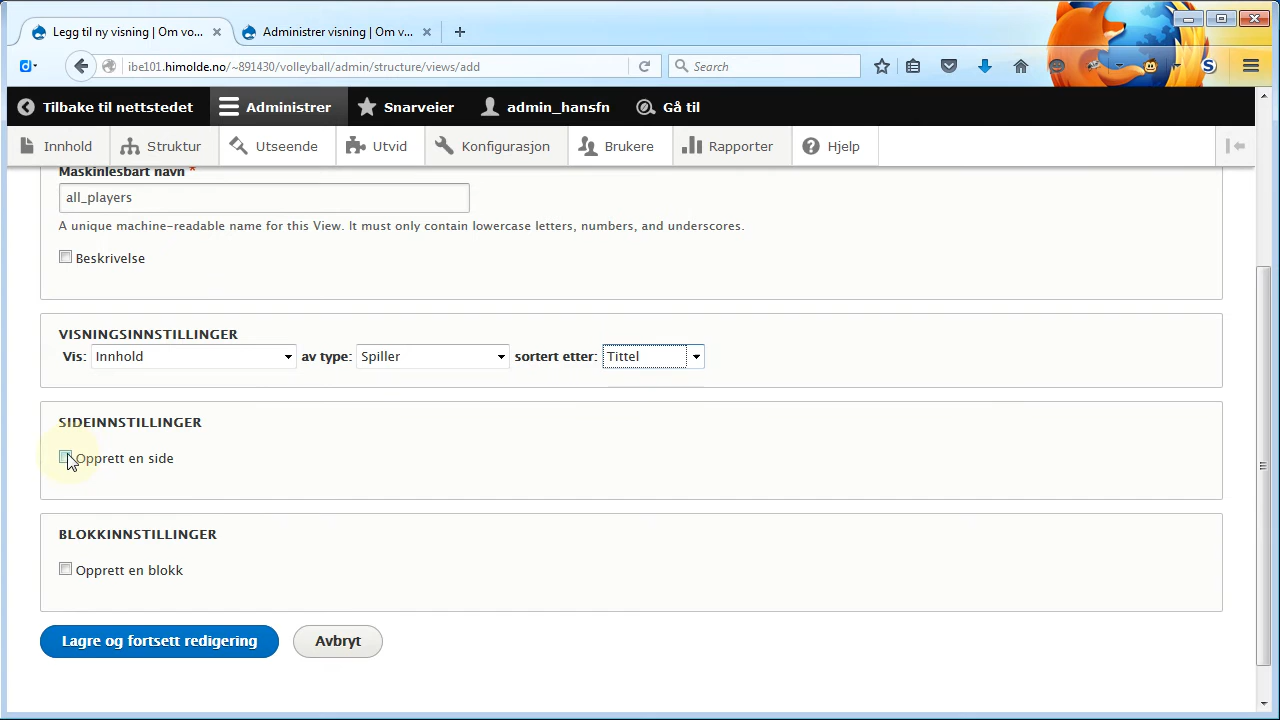 Legg til ny visning | Om vo...
Administrer visning | Om v...
ibe101.himolde.no/~891430/volleyball/admin/structure/views/add
Search
Tilbake til nettstedet
Administrer
Snarveier
admin_hansfn
Gå til
Innhold
Struktur
Utseende
Utvid
Konfigurasjon
Brukere
Rapporter
Hjelp
Maskinlesbart navn *
all_players
A unique machine-readable name for this View. It must only contain lowercase letters, numbers, and underscores.
Beskrivelse
VISNINGSINNSTILLINGER
Vis: Innhold av type: Spiller sortert etter: Tittel
SIDEINNSTILLINGER
Opprett en side
BLOKKINNSTILLINGER
Opprett en blokk
Lagre og fortsett redigering
Avbryt